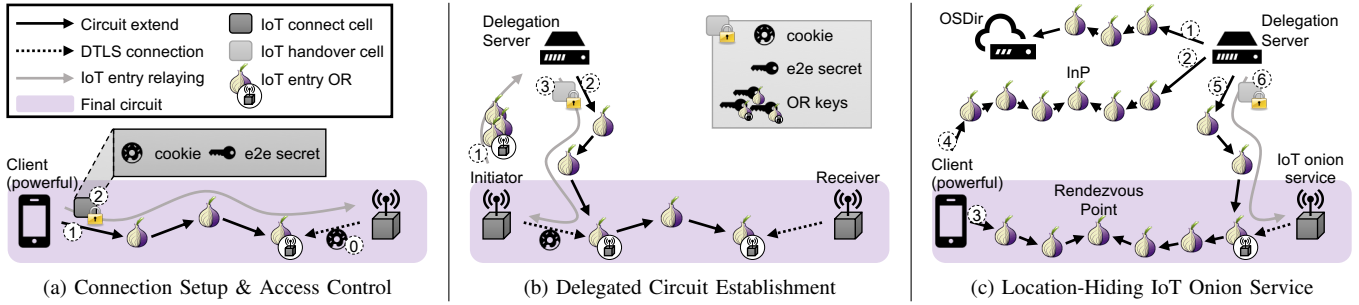 Circuit extend
DTLS connection
IoT entry relaying
Final circuit
IoT connect cell
IoT handover cell
IoT entry OR
cookie
e2e secret
Client
(powerful)
2
1
0
(a) Connection Setup & Access Control
Delegation
Server
3
2
1
cookie
e2e secret
OR keys
Initiator
Receiver
(b) Delegated Circuit Establishment
OSDir
1
Delegation
Server
2
InP
5
6
4
Client
(powerful)
3
Rendezvous
Point
IoT onion
service
(c) Location-Hiding IoT Onion Service